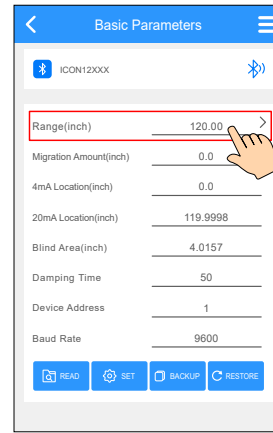 Basic Parameters
ICON12XXX
Range(inch) 120.00
Migration Amount(inch) 0.0
4mA Location(inch) 0.0
20mA Location(inch) 119.9998
Blind Area(inch) 4.0157
Damping Time 50
Device Address 1
Baud Rate 9600
READ SET BACKUP RESTORE